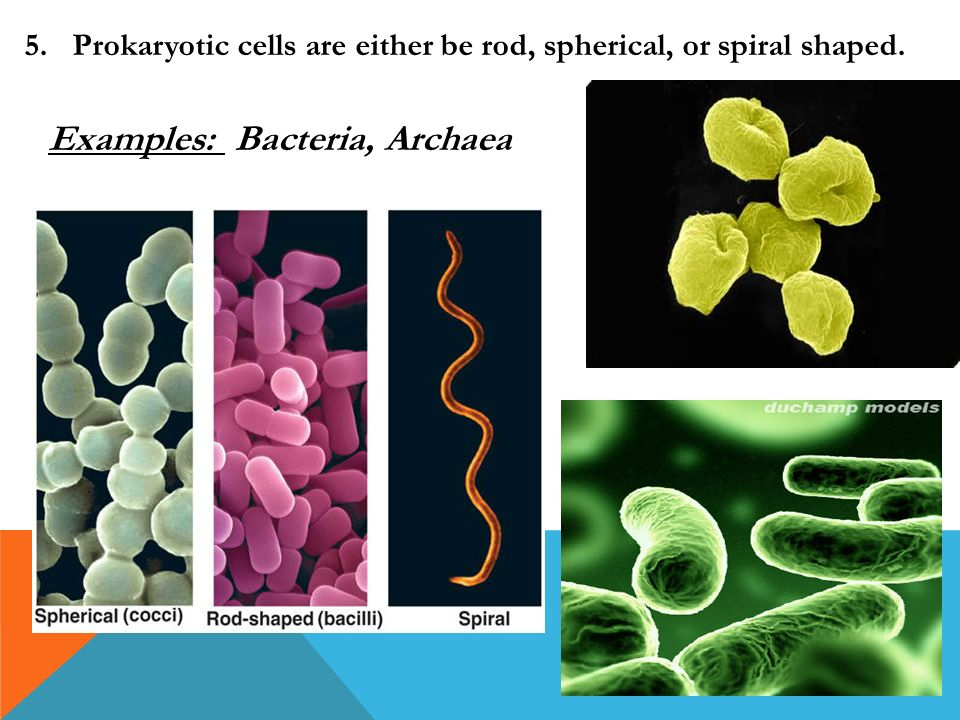 5. Prokaryotic cells are either be rod, spherical, or spiral shaped.
Examples: Bacteria, Archaea
duchamp models
Spherical (cocci)
Rod-shaped (bacilli)
Spiral